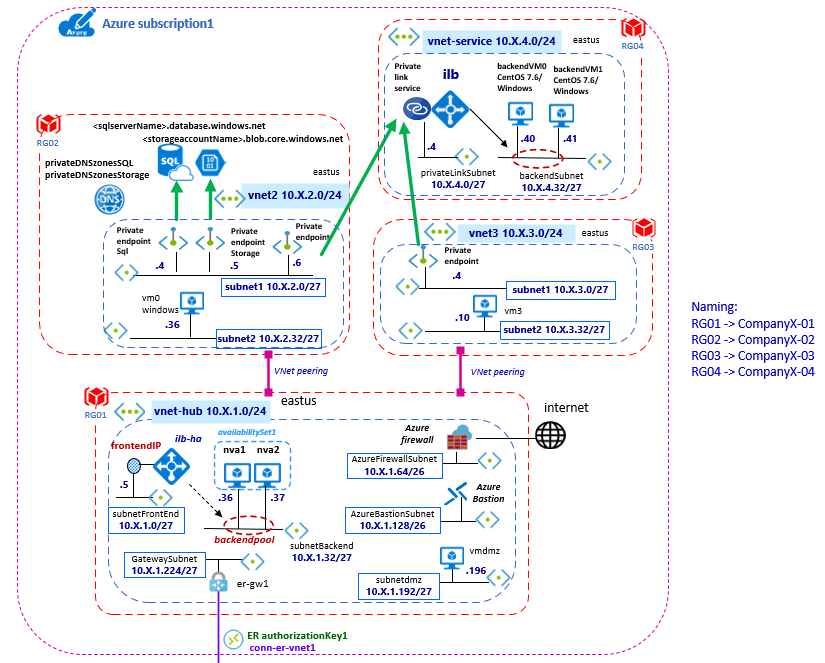 Azure subscription1
Azure
RG04
vnet-service 10.X.4.0/24
eastus
Private
link
service
ilb
backendVM0
CentOS 7.6/
Windows
backendVM1
CentOS 7.6/
Windows
.4
.40
.41
privateLinkSubnet
10.X.4.0/27
backendSubnet
10.X.4.32/27
RG02
<sqlserverName>.database.windows.net
<storageaccountName>.blob.core.windows.net
privateDNSzonesSQL
privateDNSzonesStorage
SQL
10
01
DNS
eastus
vnet2 10.X.2.0/24
Private
endpoint
Sql
Private
endpoint
Storage
Private
endpoint
.4
.5
.6
subnet1 10.X.2.0/27
vm0
windows
.36
subnet2 10.X.2.32/27
RG03
vnet3 10.X.3.0/24
eastus
Private
endpoint
.4
subnet1 10.X.3.0/27
.10
vm3
subnet2 10.X.3.32/27
Naming:
RG01 -> CompanyX-01
RG02 -> CompanyX-02
RG03 -> CompanyX-03
RG04 -> CompanyX-04
VNet peering
VNet peering
RG01
vnet-hub 10.X.1.0/24
eastus
internet
frontendIP
ilb-ha
availabilitySet1
nva1
nva2
.5
.36
.37
subnetFrontEnd
10.X.1.0/27
backendpool
subnetBackend
10.X.1.32/27
Azure
firewall
AzureFirewallSubnet
10.X.1.64/26
Azure
Bastion
AzureBastionSubnet
10.X.1.128/26
GatewaySubnet
10.X.1.224/27
er-gw1
vmdmz
.196
subnetdmz
10.X.1.192/27
ER authorizationKey1
conn-er-vnet1